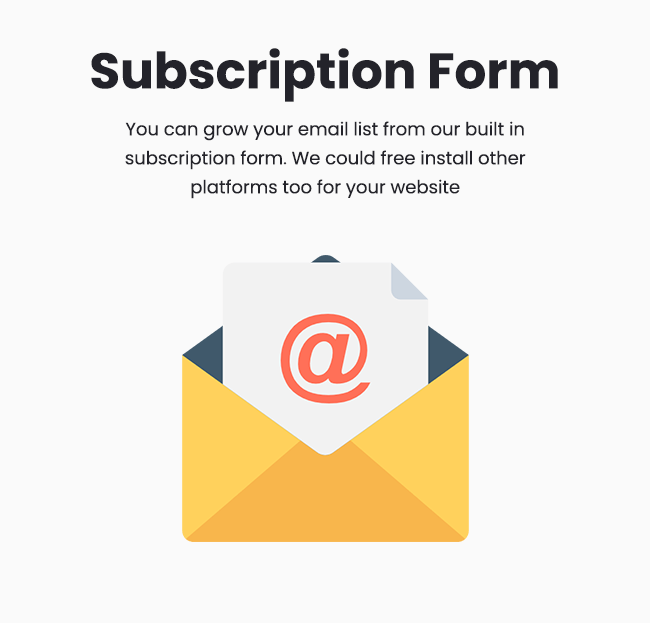 Subscription Form
You can grow your email list from our built in
subscription form. We could free install other
platforms too for your website
@